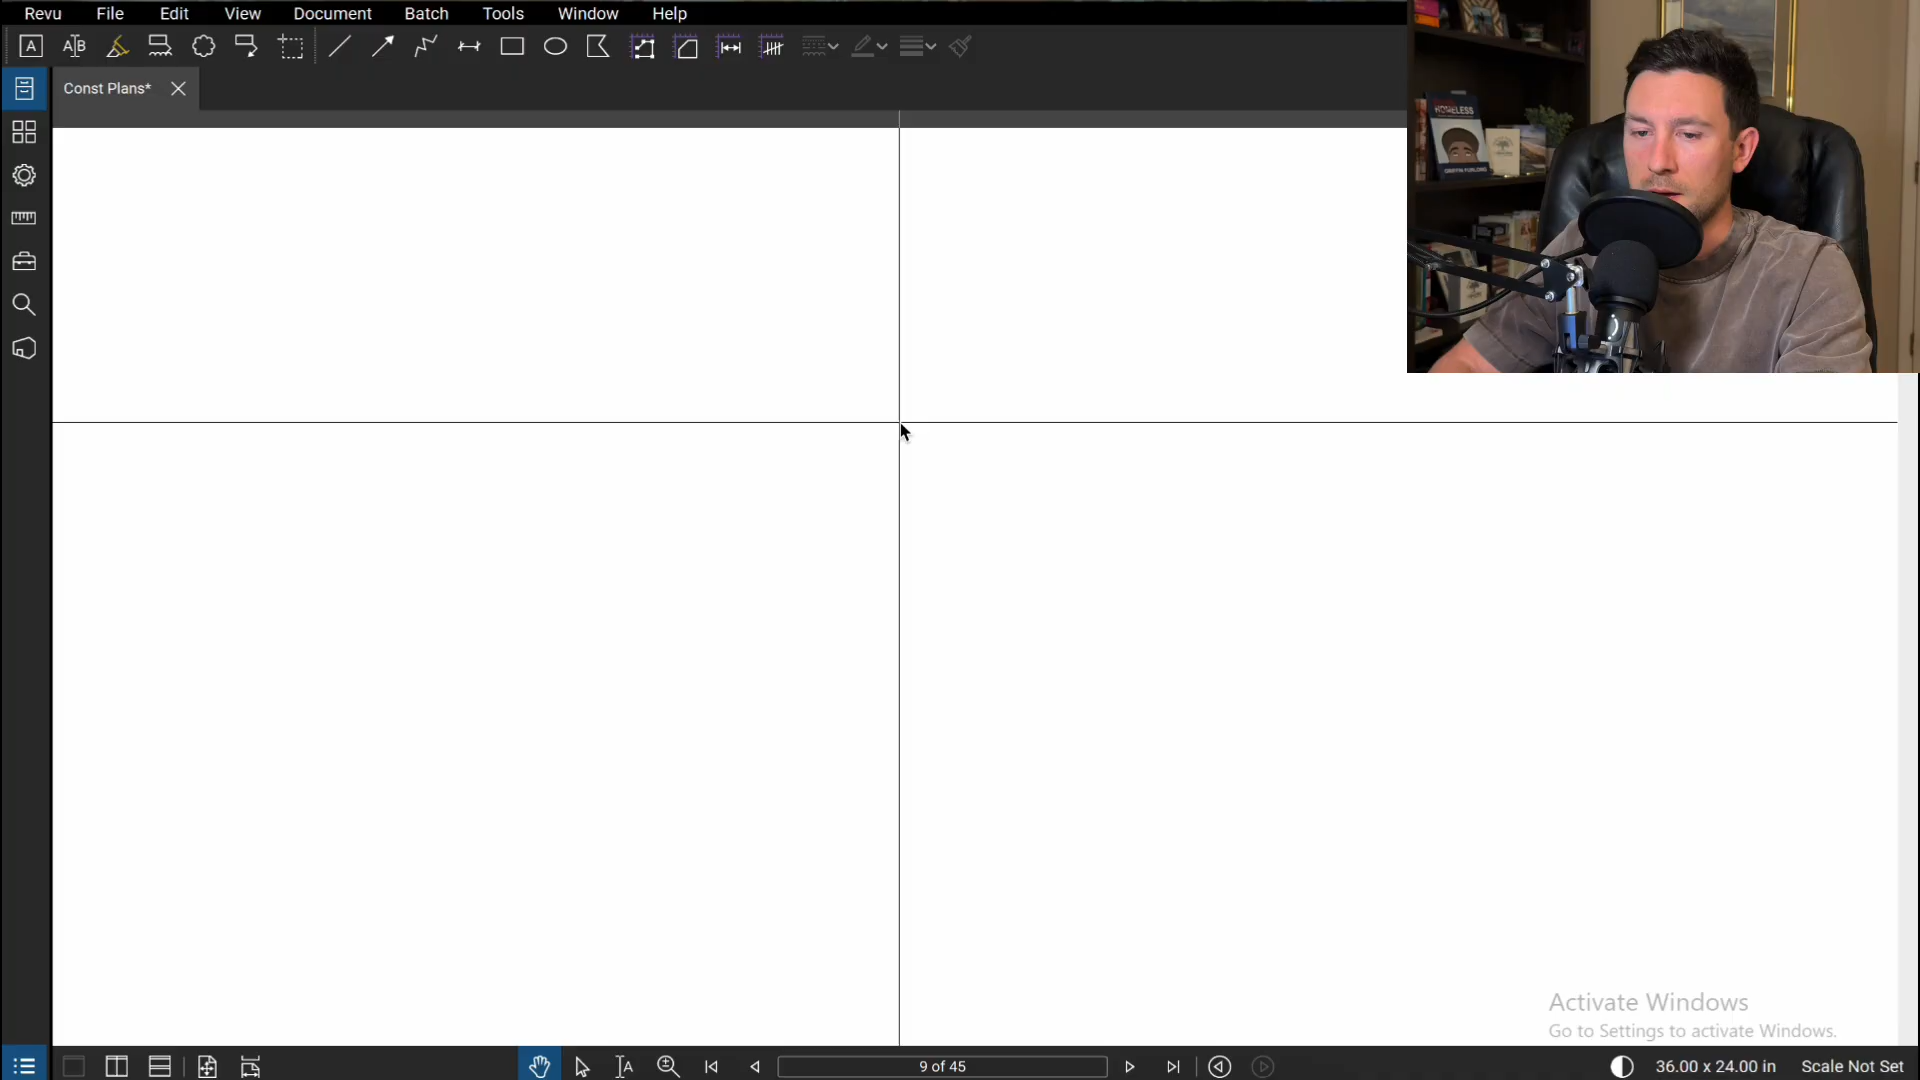 Revu File Edit View Document Batch Tools Window Help
A A B
Const Plans*
HOMELESS
A 9 of 45 36.00 x 24.00 in Scale Not Set
Activate Windows
Go to Settings to activate Windows.